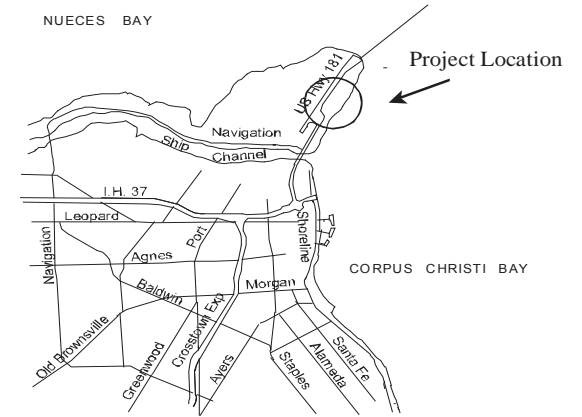 NUECES BAY
Project Location
US Hwy 181
Navigation
Ship
Channel
I.H. 37
Leopard
Navigation
Port
Shoreline
Agnes
CORPUS CHRISTI BAY
Baldwin
Morgan
Crosstown Exp
Old Brownsville
Greenwood
Ayers
Staples
Alameda
Santa Fe